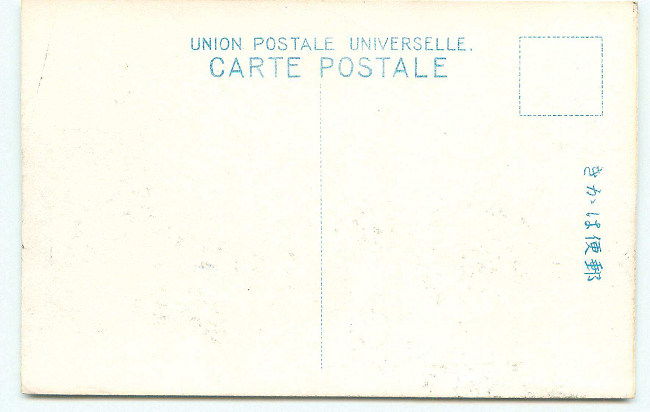 UNION POSTALE UNIVERSELLE.
CARTE POSTALE
きかは便郵